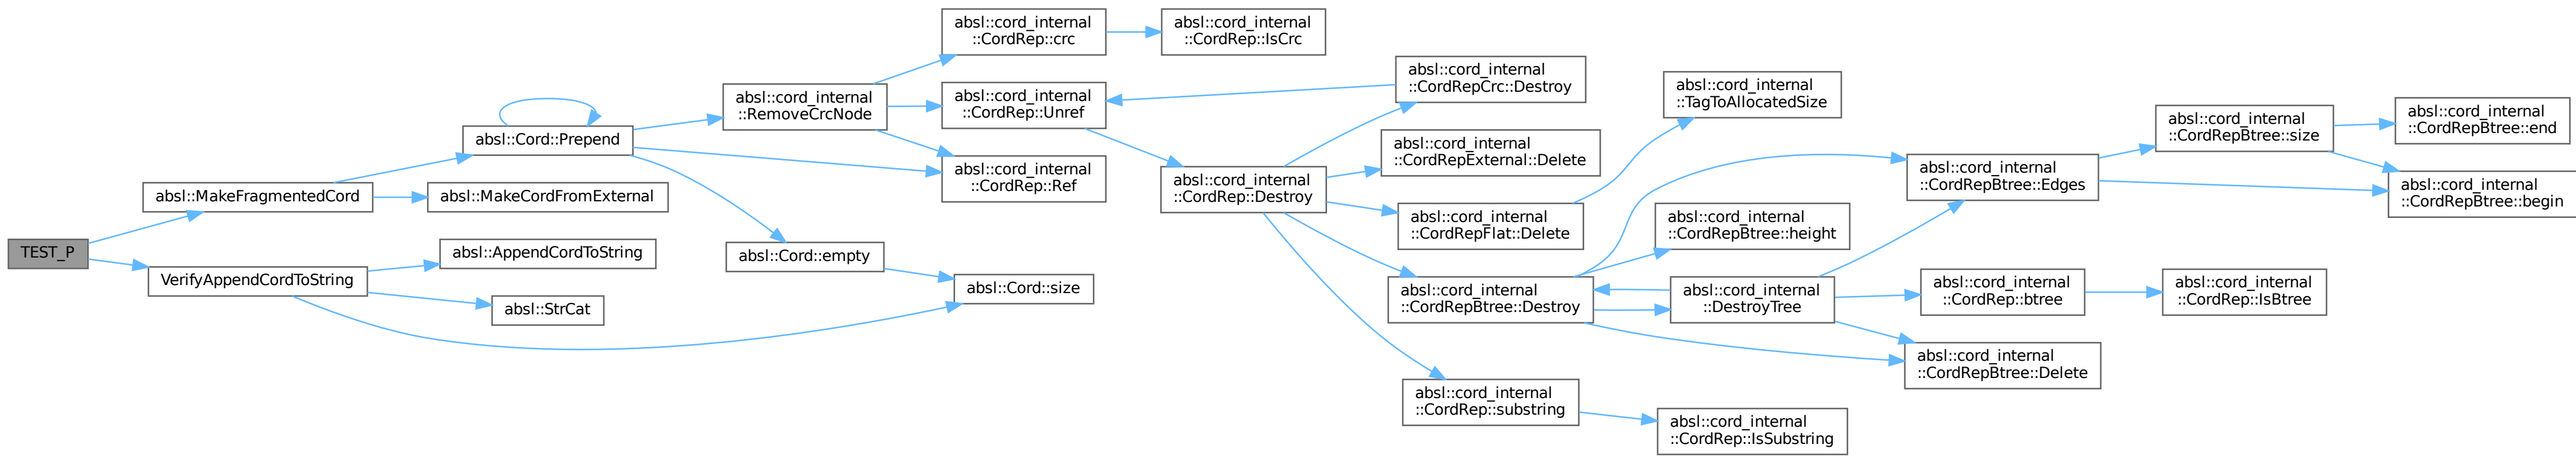 TEST_P
absl::MakeFragmentedCord
VerifyAppendCordToString
absl::Cord::Prepend
absl::MakeCordFromExternal
absl::AppendCordToString
absl::StrCat
absl::cord_internal
::RemoveCrcNode
absl::Cord::empty
absl::cord_internal
::CordRep::crc
absl::cord_internal
::CordRep::Unref
absl::cord_internal
::CordRep::Ref
absl::Cord::size
absl::cord_internal
::CordRep::IsCrc
absl::cord_internal
::CordRep::Destroy
absl::cord_internal
::CordRepCrc::Destroy
absl::cord_internal
::CordRepExternal::Delete
absl::cord_internal
::CordRepFlat::Delete
absl::cord_internal
::CordRepBtree::Destroy
absl::cord_internal
::CordRep::substring
absl::cord_internal
::TagToAllocatedSize
absl::cord_internal
::CordRepBtree::height
absl::cord_internal
::DestroyTree
absl::cord_internal
::CordRep::IsSubstring
absl::cord_internal
::CordRepBtree::Edges
absl::cord_internal
::CordRep::btree
absl::cord_internal
::CordRepBtree::Delete
absl::cord_internal
::CordRepBtree::size
absl::cord_internal
::CordRep::IsBtree
absl::cord_internal
::CordRepBtree::end
absl::cord_internal
::CordRepBtree::begin